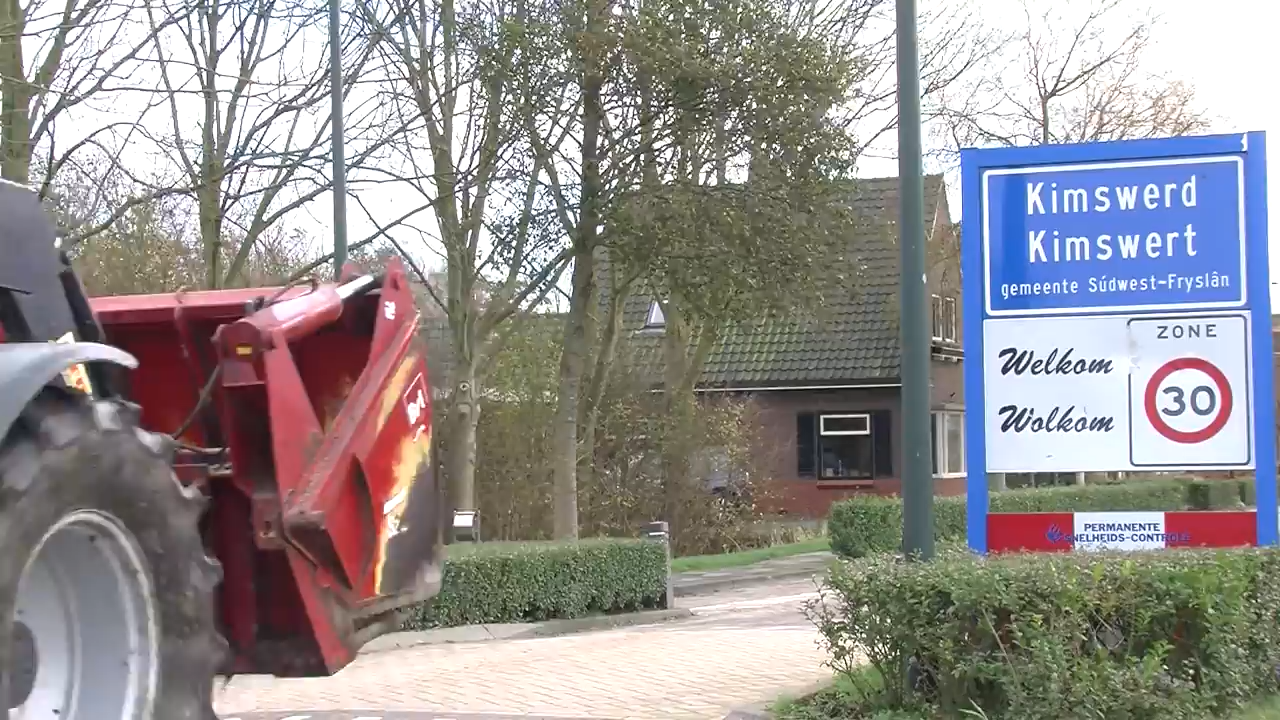 Kimswerd
Kimswert
gemeente Súdwest-Fryslân
Welkom
Wolkom
ZONE
30
PERMANENTE
SNELHEIDS-CONTROLE